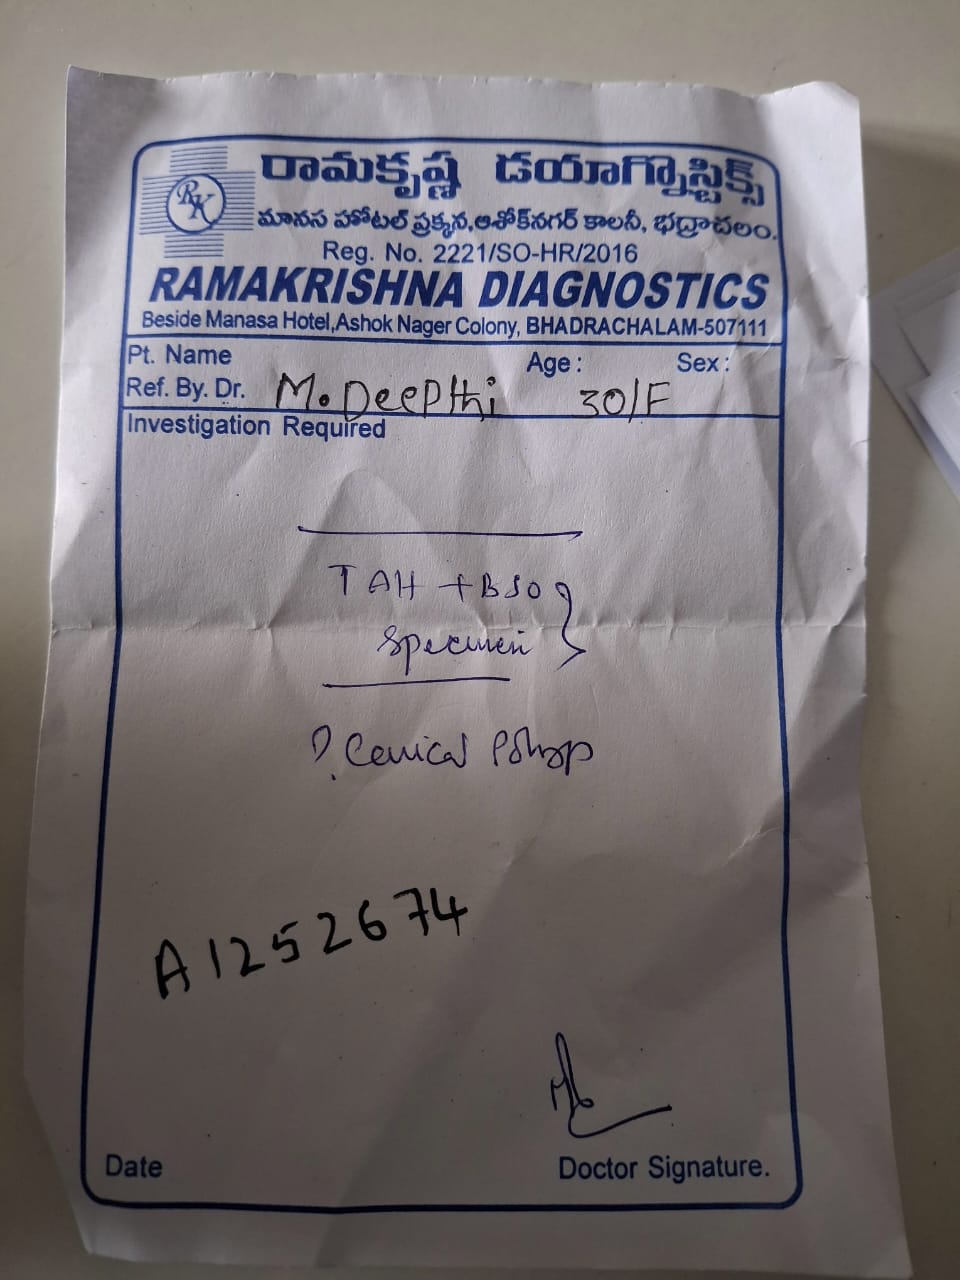 RK
రామకృష్ణ డయాగ్నొస్టిక్స్
మానస హోటల్ ప్రక్కన,అశోక్‌నగర్ కాలనీ, భద్రాచలం.
Reg. No. 2221/SO-HR/2016
RAMAKRISHNA DIAGNOSTICS
Beside Manasa Hotel,Ashok Nager Colony, BHADRACHALAM-507111
Pt. Name Age : Sex :
Ref. By. Dr. M. Deepthi 30/F
Investigation Required
TAH + BSO
Specimen
? Cervical Polyp
A1252674
Date Doctor Signature.